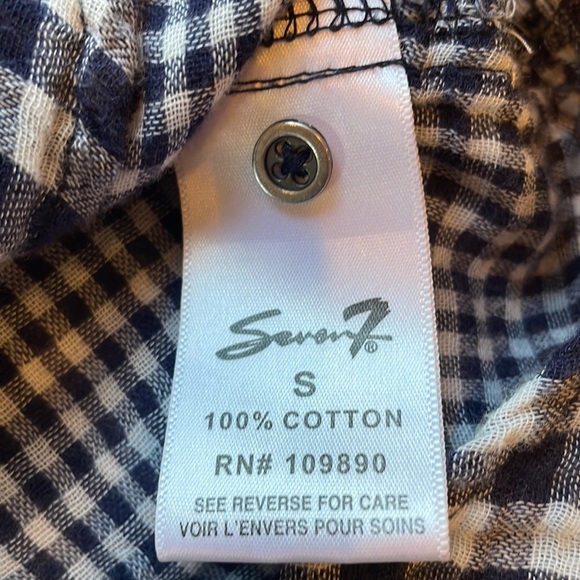 Seven7®
S
100% COTTON
RN# 109890
SEE REVERSE FOR CARE
VOIR L'ENVERS POUR SOINS